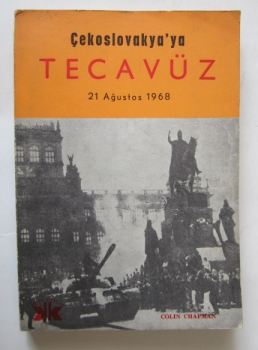 Çekoslovakya'ya
TECAVÜZ
21 Ağustos 1968
COLIN CHAPMAN